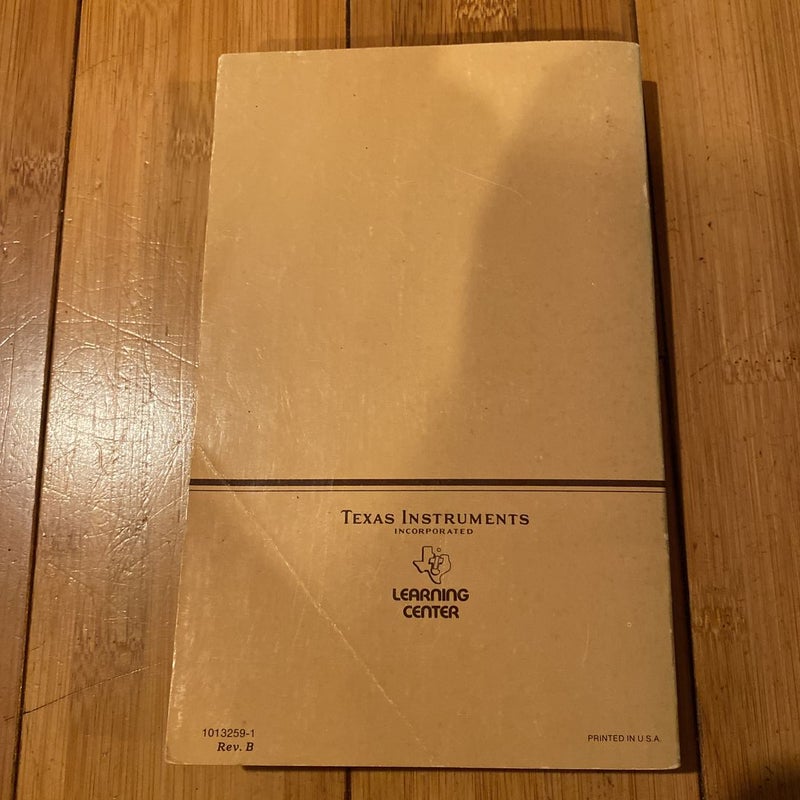 TEXAS INSTRUMENTS
INCORPORATED
LEARNING
CENTER
1013259-1
Rev. B
PRINTED IN U.S.A.